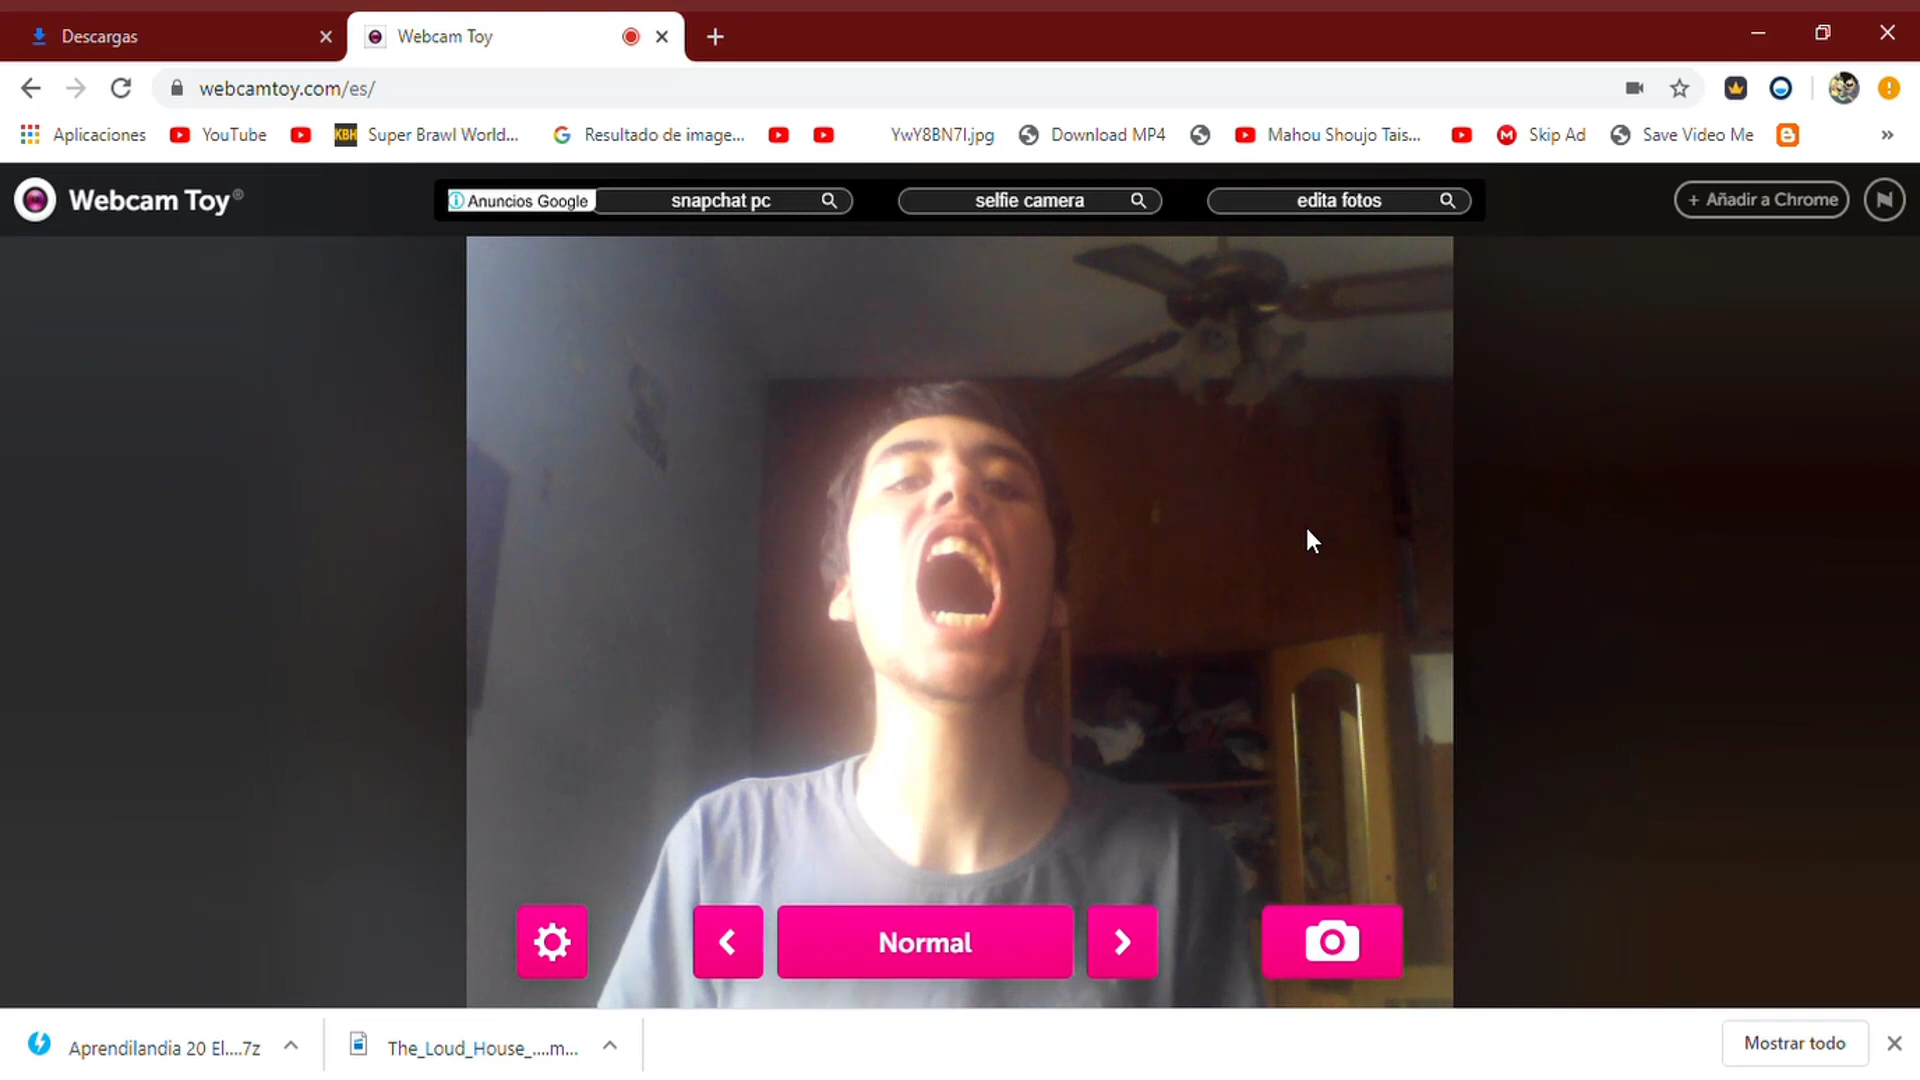 Descargas
Webcam Toy
webcamtoy.com/es/
Aplicaciones
YouTube
KBH
Super Brawl World...
Resultado de image...
YwY8BN7I.jpg
Download MP4
Mahou Shoujo Tais...
M
Skip Ad
Save Video Me
»
Webcam Toy®
Anuncios Google
snapchat pc
selfie camera
edita fotos
+ Añadir a Chrome
Normal
Aprendilandia 20 El....7z
The_Loud_House_....m...
Mostrar todo